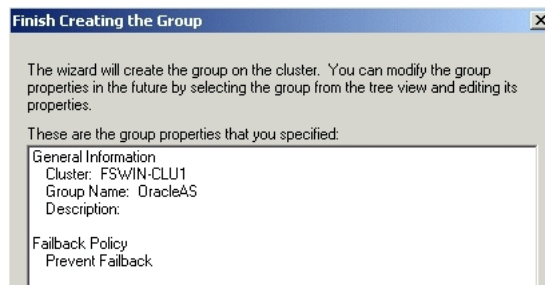 Finish Creating the Group
The wizard will create the group on the cluster. You can modify the group
properties in the future by selecting the group from the tree view and editing its
properties.
These are the group properties that you specified:
General Information
Cluster: FSWIN-CLU1
Group Name: OracleAS
Description:
Failback Policy
Prevent Failback